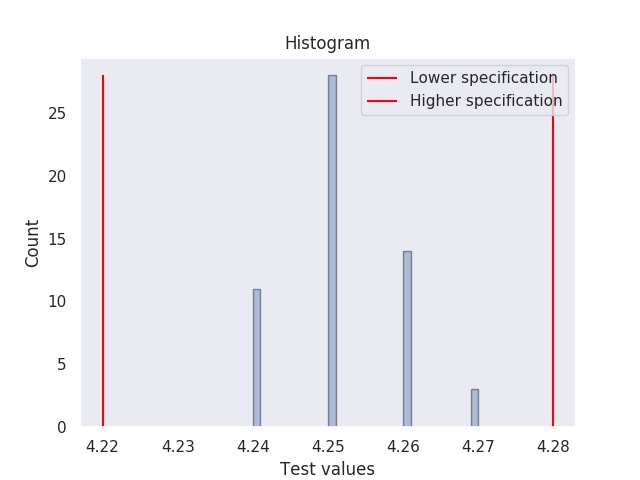 Histogram
Lower specification
Higher specification
Count
25
20
15
10
5
0
4.22 4.23 4.24 4.25 4.26 4.27 4.28
Test values